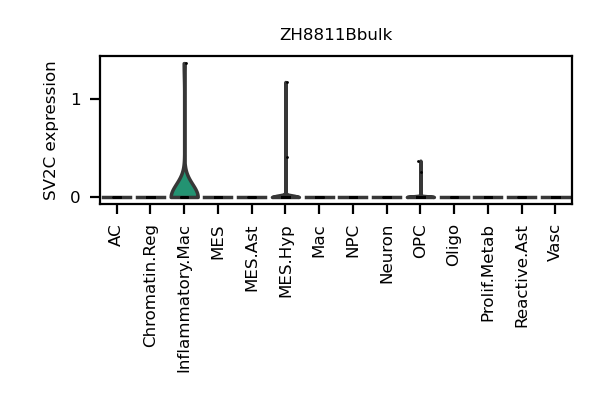 ZH8811Bbulk
SV2C expression
1
0
AC
Chromatin.Reg
Inflammatory.Mac
MES
MES.Ast
MES.Hyp
Mac
NPC
Neuron
OPC
Oligo
Prolif.Metab
Reactive.Ast
Vasc